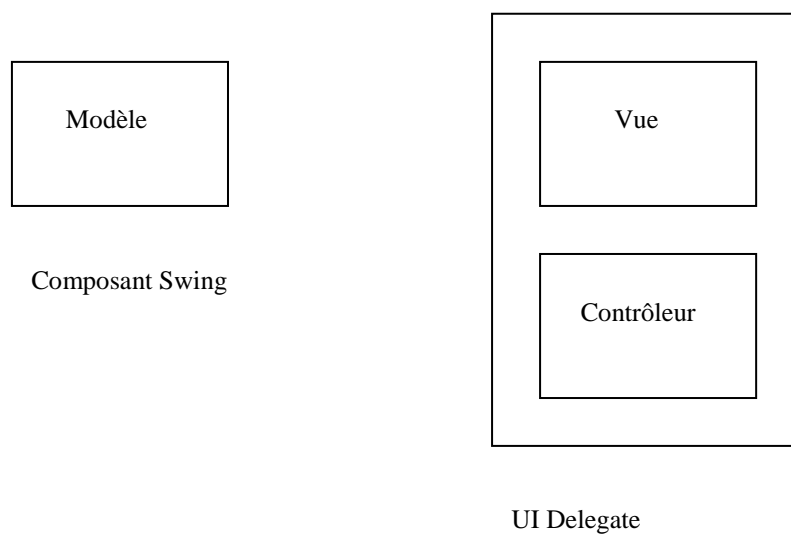 Modèle
Vue
Composant Swing
Contrôleur
UI Delegate